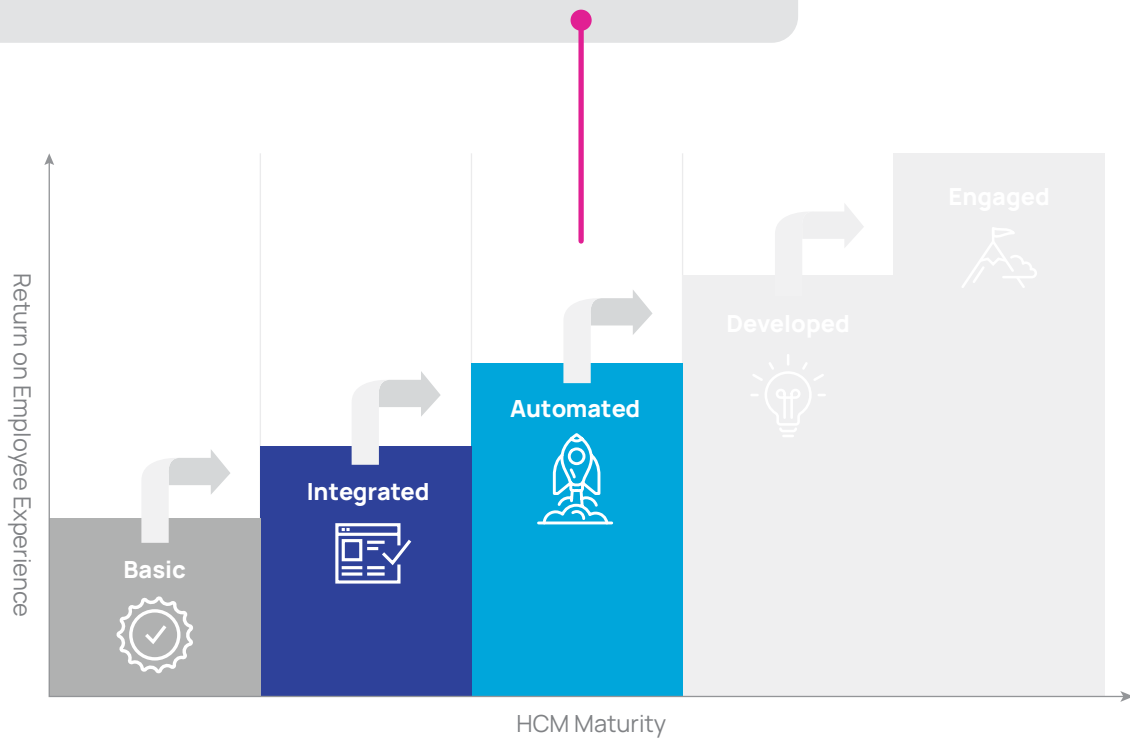 Engaged
Developed
Automated
Integrated
Basic
Return on Employee Experience
HCM Maturity